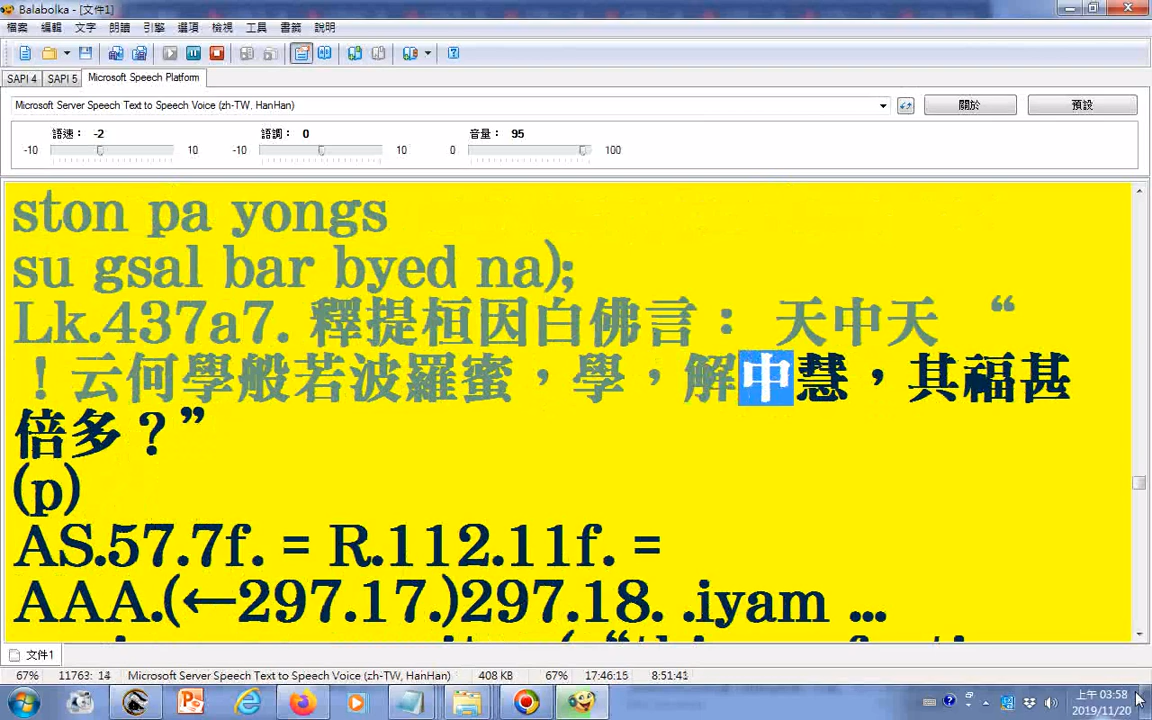 Balabolka - [文件1]
檔案 編輯 文字 朗讀 引擎 選項 檢視 工具 書籤 說明
SAPI 4 SAPI 5 Microsoft Speech Platform
Microsoft Server Speech Text to Speech Voice (zh-TW, HanHan) 關於 預設
語速： -2 語調： 0 音量： 95
-10 10 -10 10 0 100
ston pa yongs
su gsal bar byed na);
Lk.437a7. 釋提桓因白佛言： 天中天 “
！云何學般若波羅蜜，學，解中慧，其福甚
倍多？”
(p)
AS.57.7f. = R.112.11f. =
AAA.(←297.17.)297.18. .iyam ...
文件1
67% 11763: 14 Microsoft Server Speech Text to Speech Voice (zh-TW, HanHan) 408 KB 67% 17:46:15 8:51:41
上午 03:58
2019/11/20